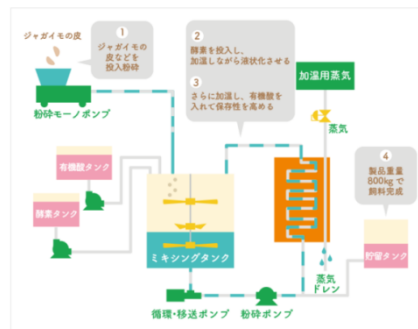 ジャガイモの皮
1
ジャガイモの
皮などを
投入粉砕
粉砕モーノポンプ
2
酵素を投入し、
加温しながら液状化させる
3
さらに加温し、有機酸を
入れて保存性を高める
加温用蒸気
蒸気
4
製品重量
800kgで
飼料完成
有機酸タンク
酵素タンク
ミキシングタンク
貯留タンク
蒸気
ドレン
循環・移送ポンプ
粉砕ポンプ